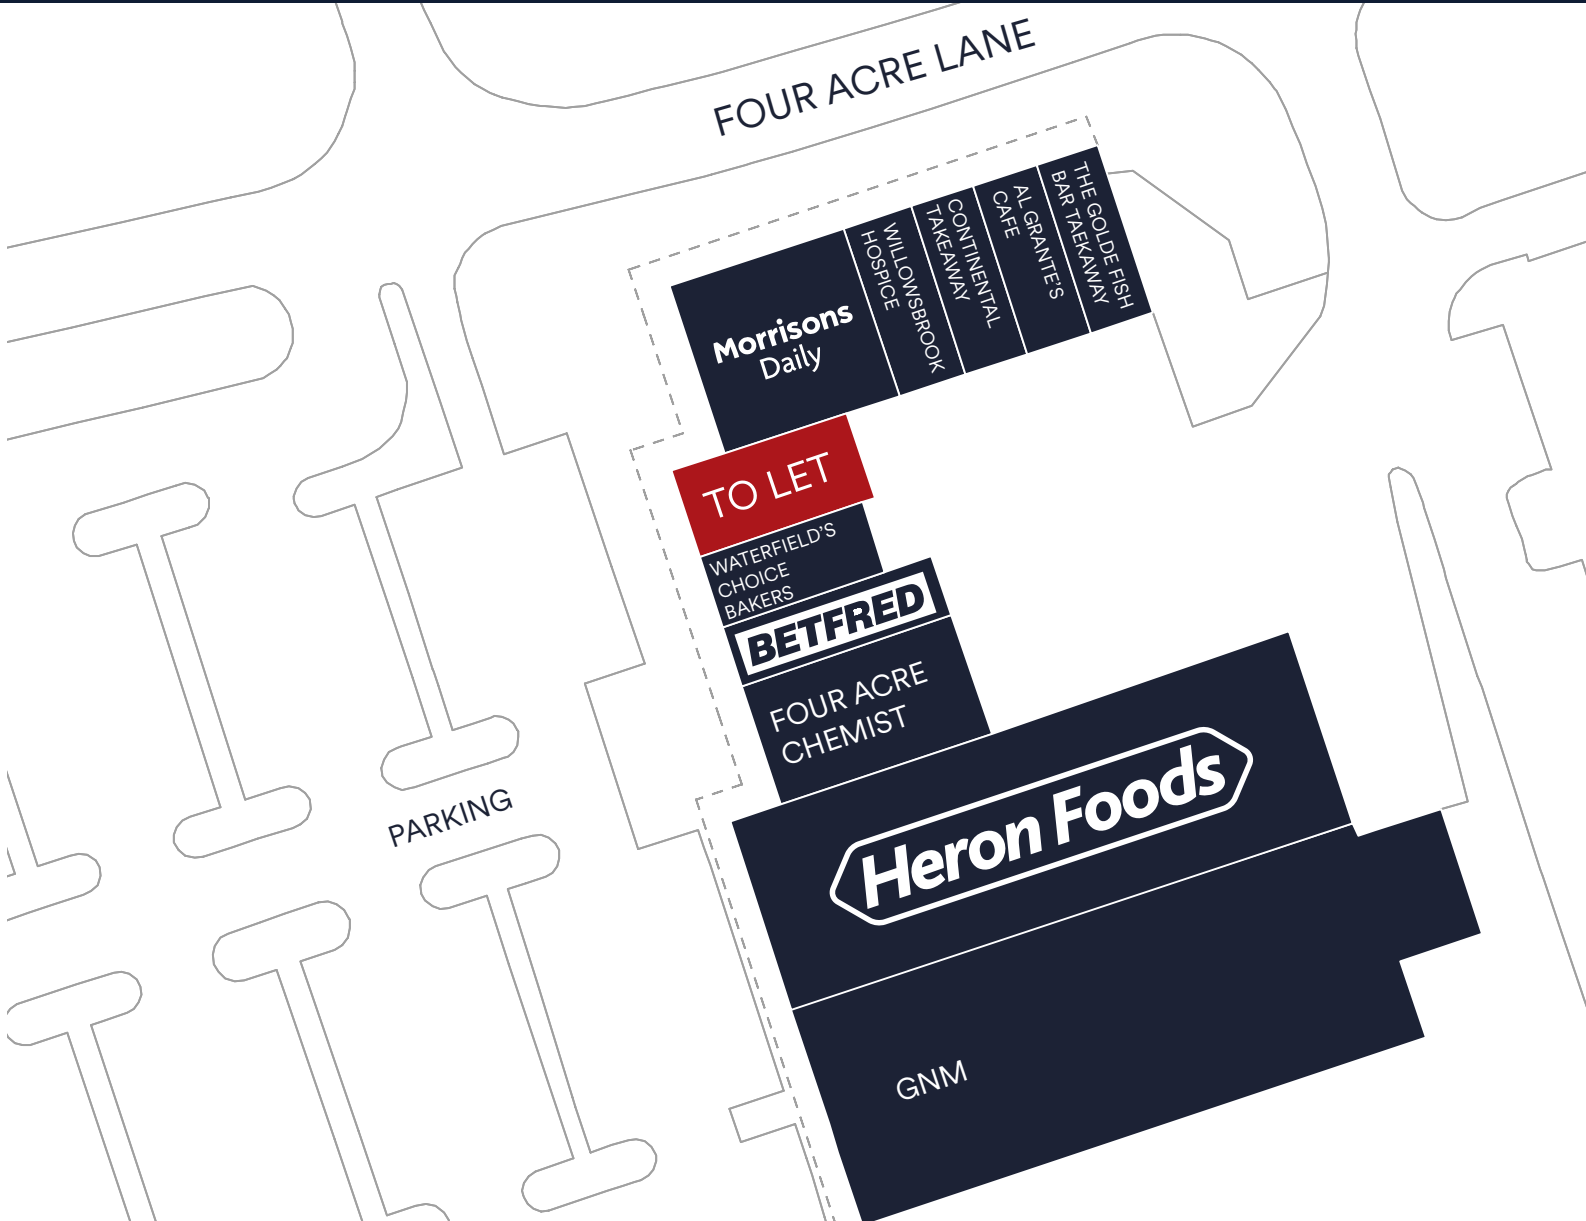 FOUR ACRE LANE
Morrisons
Daily
WILLOWSBROOK
HOSPICE
CONTINENTAL
TAKEAWAY
AL GRANTE'S
CAFE
THE GOLDE FISH
BAR TAEKAWAY
TO LET
WATERFIELD'S
CHOICE
BAKERS
BETFRED
FOUR ACRE
CHEMIST
PARKING
Heron Foods
GNM